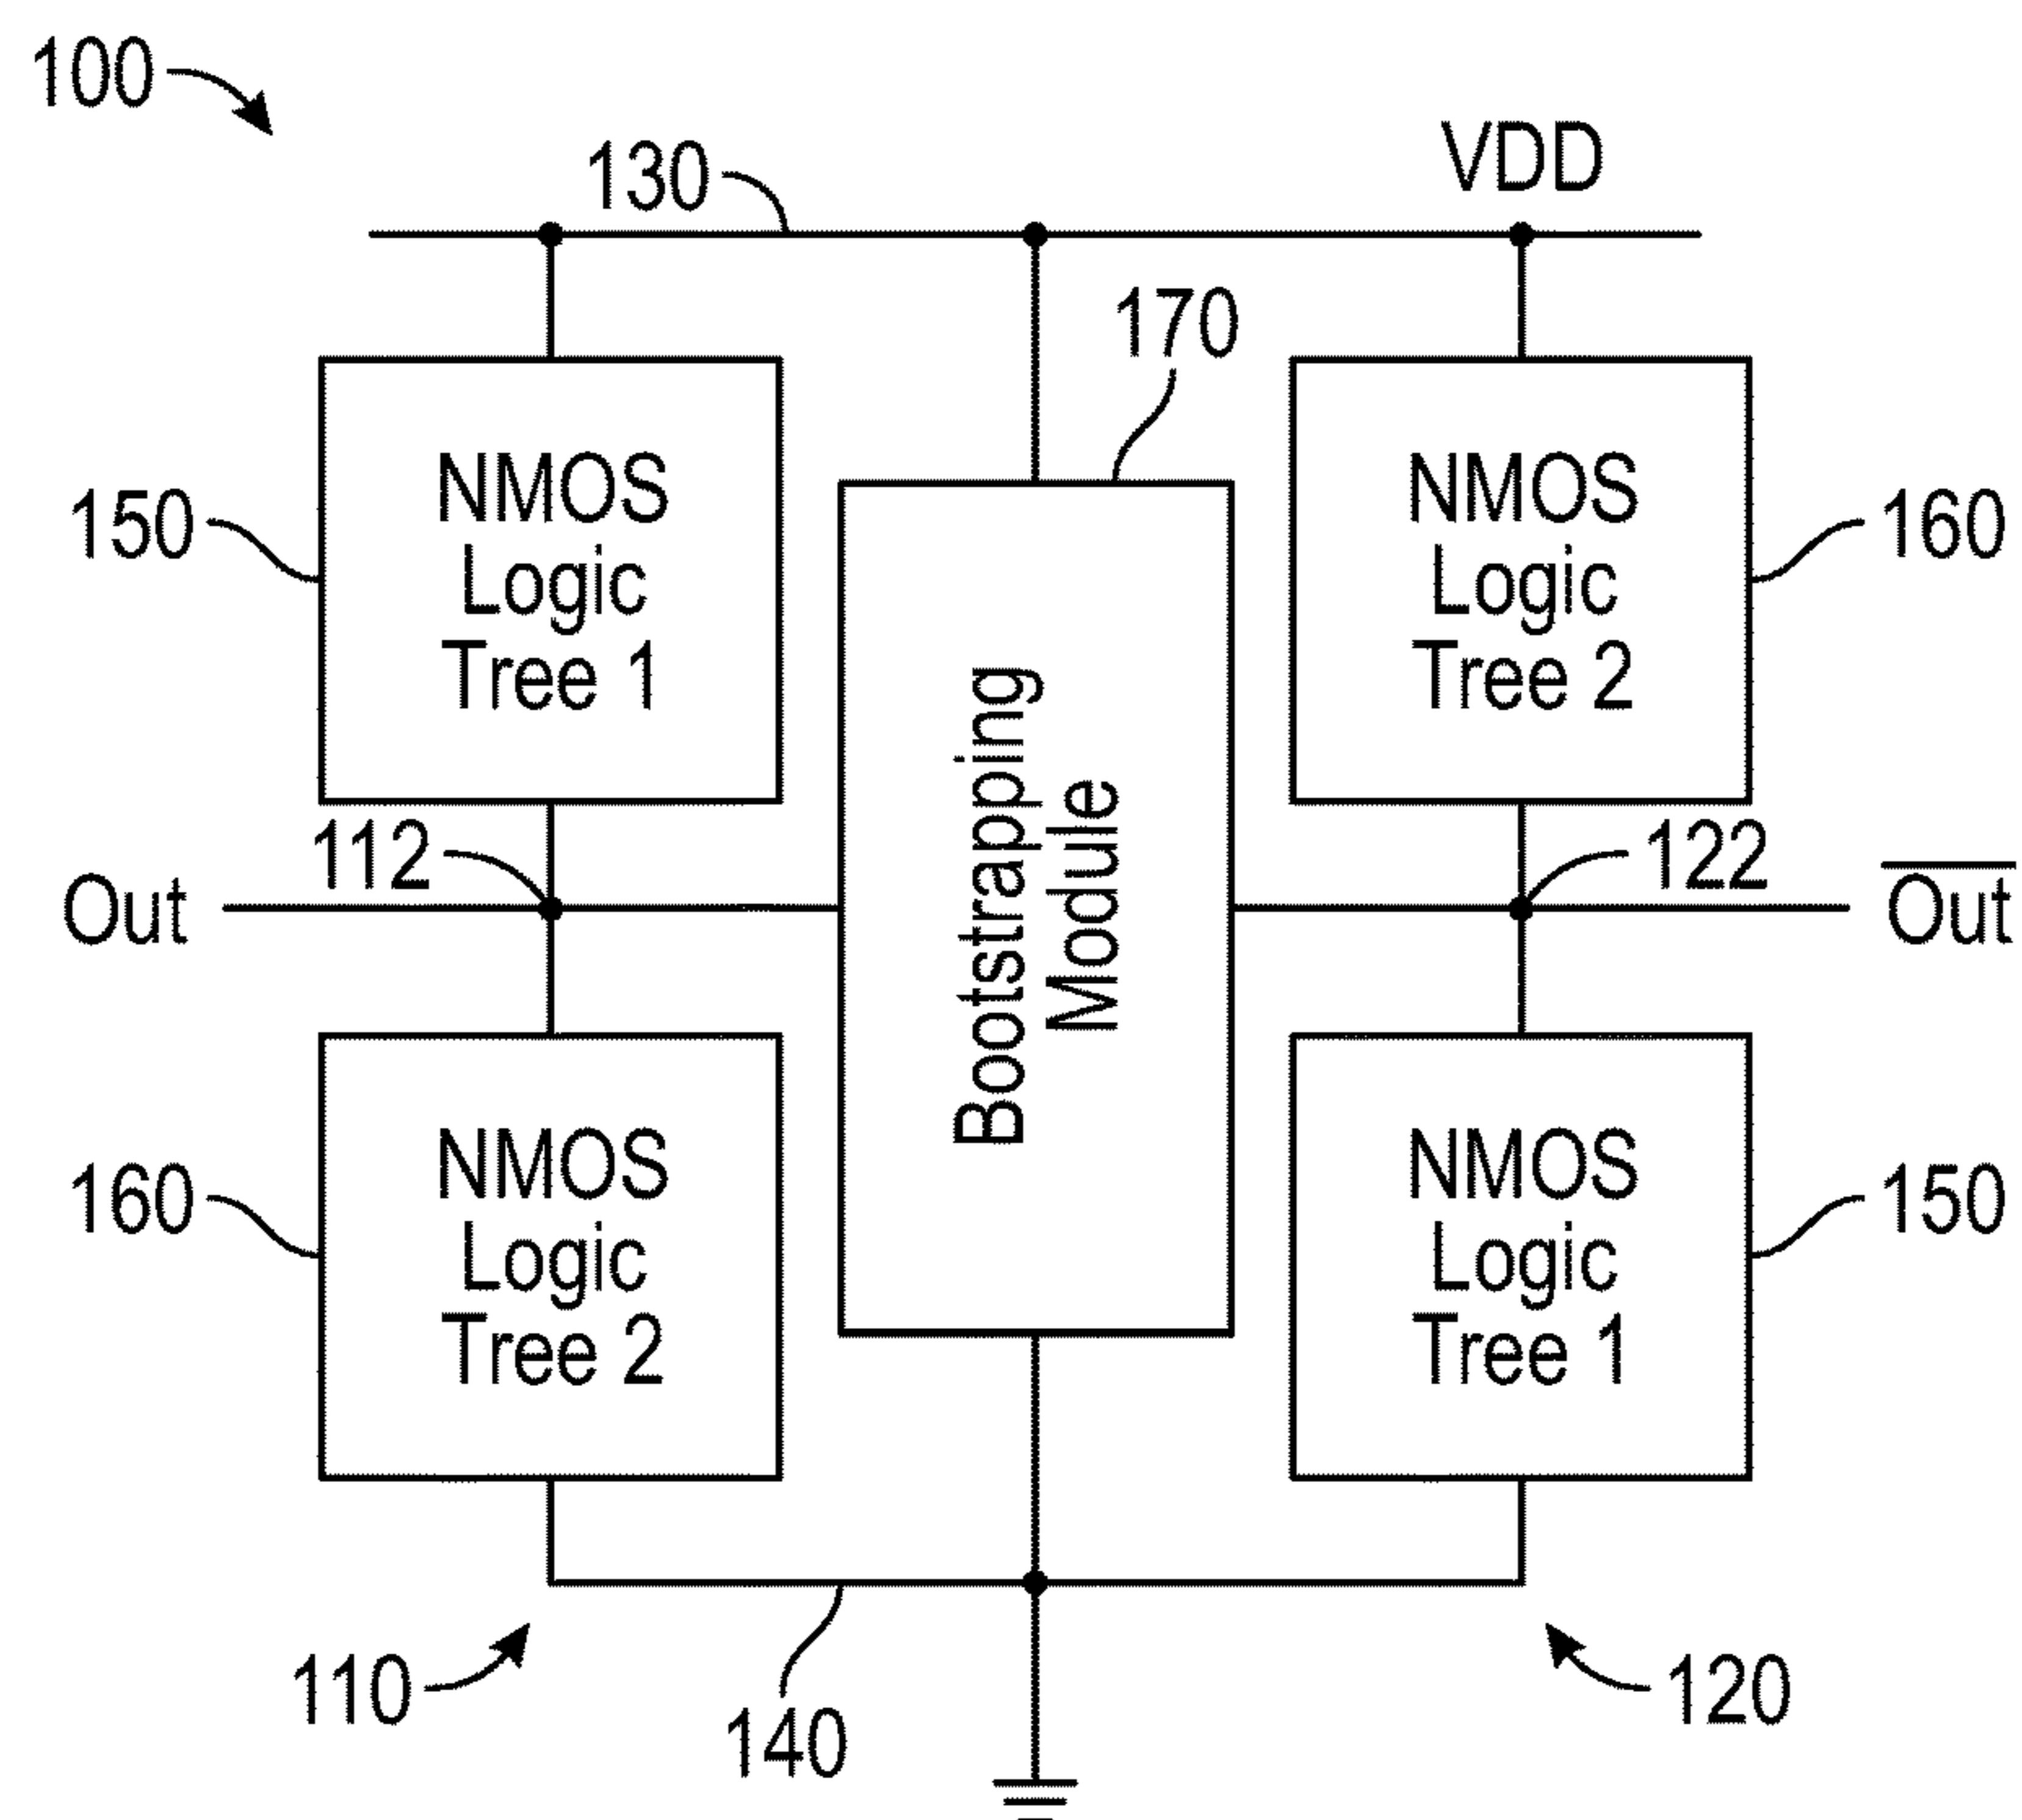 100
130
VDD
170
150
NMOS
Logic
Tree 1
NMOS
Logic
Tree 2
160
Bootstrapping
Module
112
122
Out
O̅u̅t̅
160
NMOS
Logic
Tree 2
NMOS
Logic
Tree 1
150
110
140
120